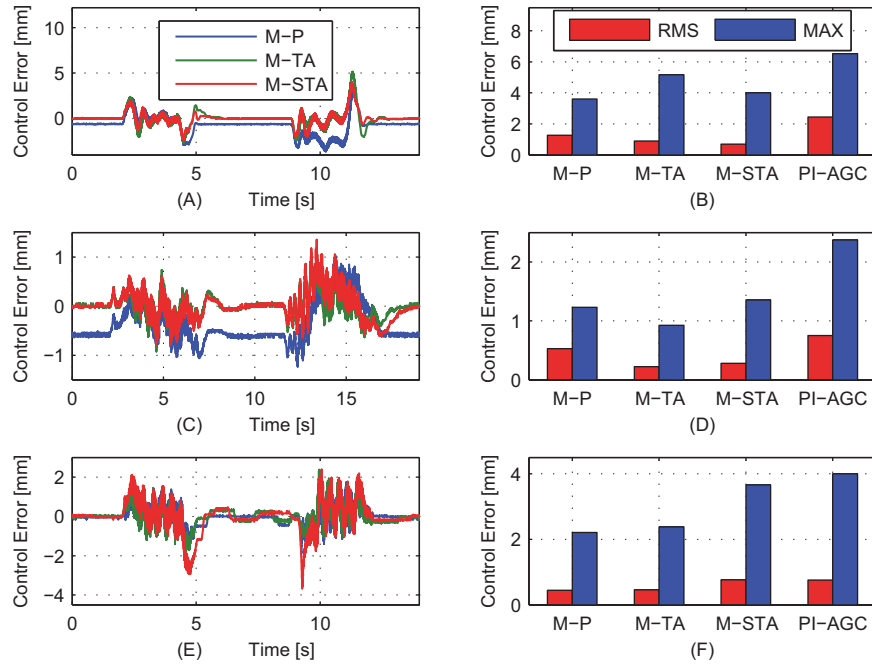 Control Error [mm]
10
5
0
M−P
M−TA
M−STA
0 5 10
Time [s]
(A)
Control Error [mm]
8
6
4
2
0
RMS MAX
M−P M−TA M−STA PI−AGC
(B)
Control Error [mm]
1
0
−1
0 5 10 15
Time [s]
(C)
Control Error [mm]
2
1
0
M−P M−TA M−STA PI−AGC
(D)
Control Error [mm]
2
0
−2
−4
0 5 10
Time [s]
(E)
Control Error [mm]
4
2
0
M−P M−TA M−STA PI−AGC
(F)